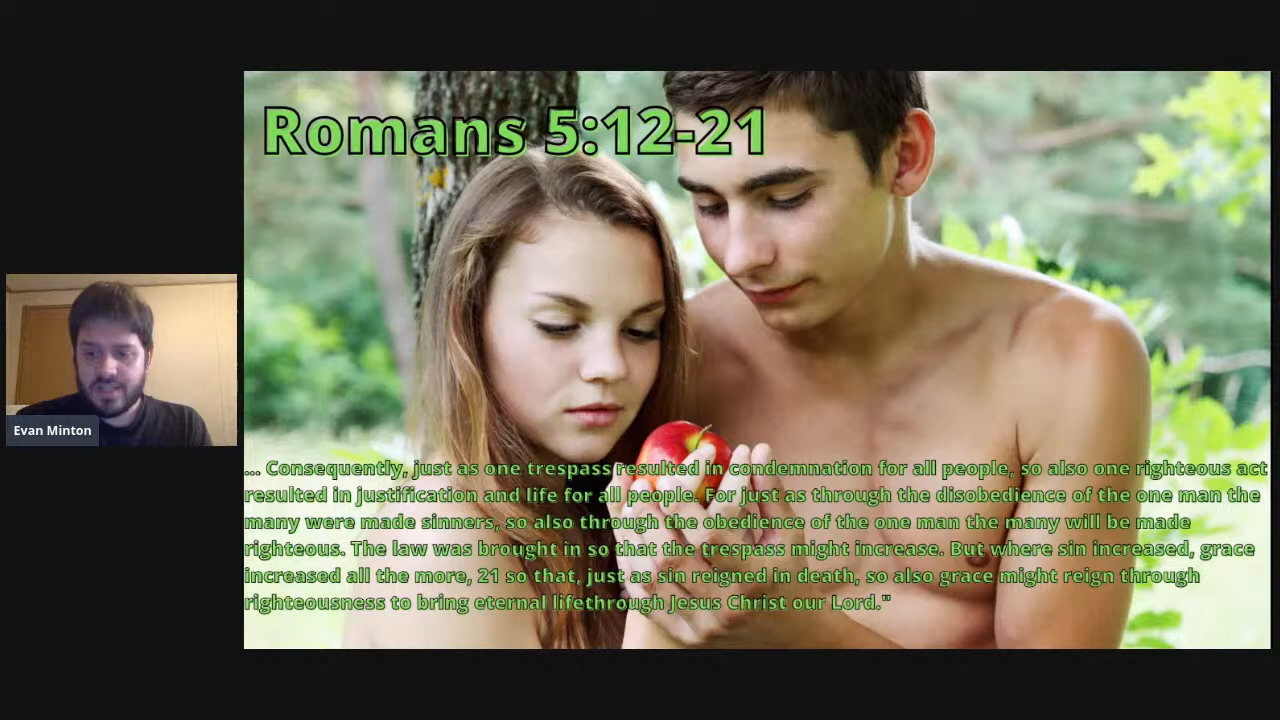 Romans 5:12-21
Evan Minton
... Consequently, just as one trespass resulted in condemnation for all people, so also one righteous act
resulted in justification and life for all people. For just as through the disobedience of the one man the
many were made sinners, so also through the obedience of the one man the many will be made
righteous. The law was brought in so that the trespass might increase. But where sin increased, grace
increased all the more, 21 so that, just as sin reigned in death, so also grace might reign through
righteousness to bring eternal lifethrough Jesus Christ our Lord."